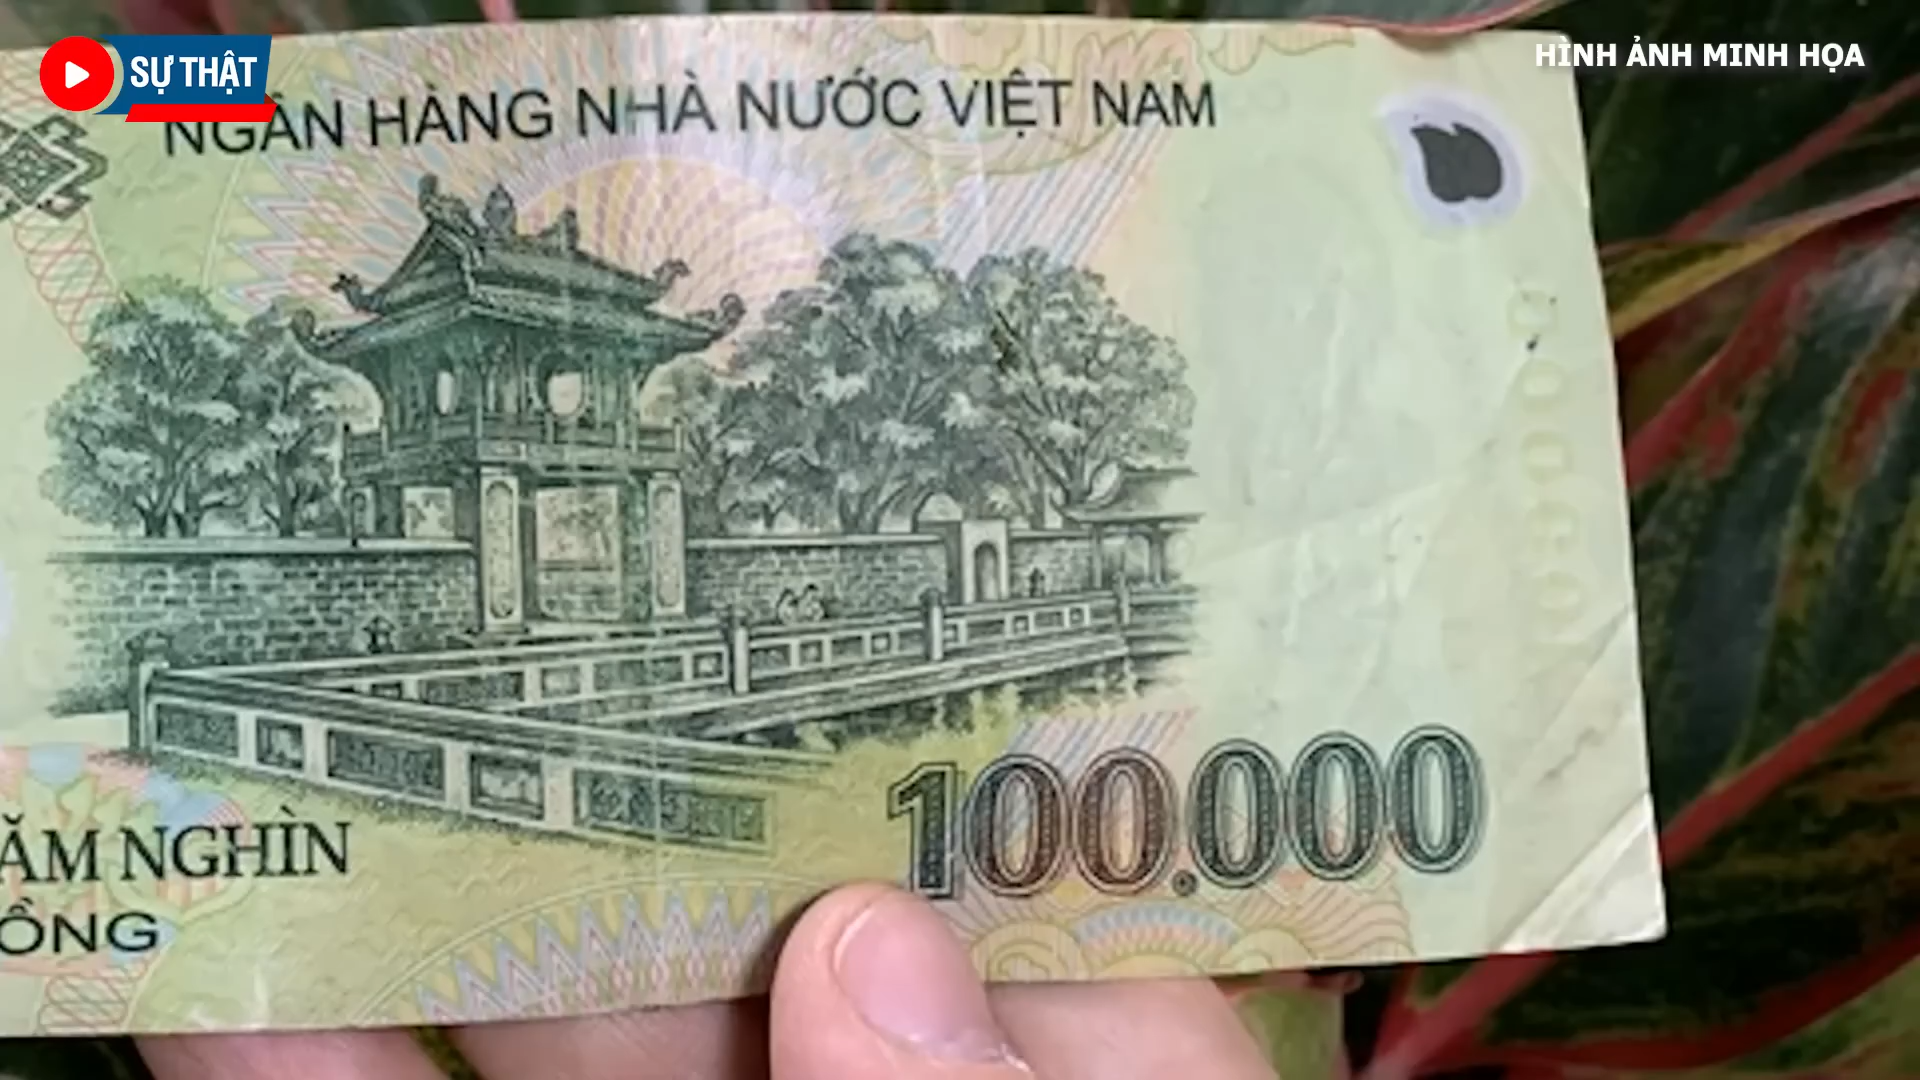 SỰ THẬT
HÌNH ẢNH MINH HỌA
NGÂN HÀNG NHÀ NƯỚC VIỆT NAM
100.000
ĂM NGHÌN
ỒNG